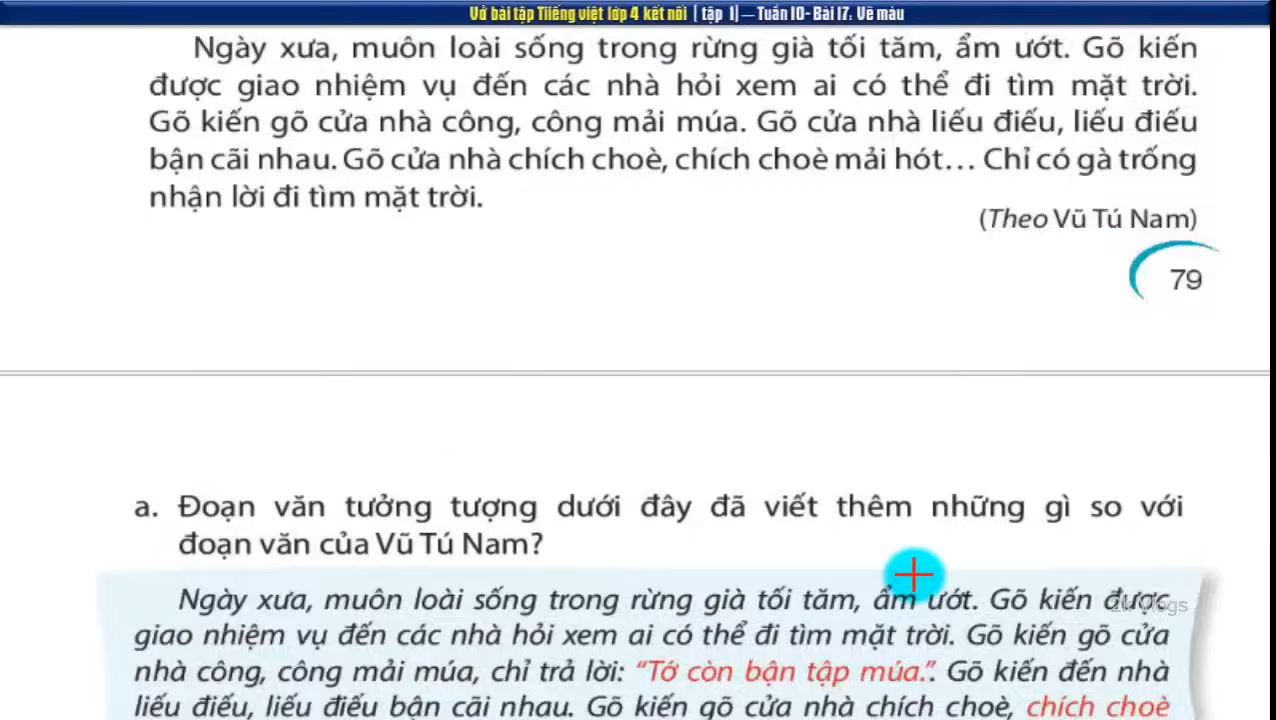 Vở bài tập Tiiếng việt lớp 4 kết nối [ tập 1] — Tuần 10- Bài 17: Vẽ màu
Ngày xưa, muôn loài sống trong rừng già tối tăm, ẩm ướt. Gõ kiến
được giao nhiệm vụ đến các nhà hỏi xem ai có thể đi tìm mặt trời.
Gõ kiến gõ cửa nhà công, công mải múa. Gõ cửa nhà liếu điếu, liếu điếu
bận cãi nhau. Gõ cửa nhà chích choè, chích choè mải hót... Chỉ có gà trống
nhận lời đi tìm mặt trời.
(Theo Vũ Tú Nam)
79
a. Đoạn văn tưởng tượng dưới đây đã viết thêm những gì so với
đoạn văn của Vũ Tú Nam?
Ngày xưa, muôn loài sống trong rừng già tối tăm, ẩm ướt. Gõ kiến được
giao nhiệm vụ đến các nhà hỏi xem ai có thể đi tìm mặt trời. Gõ kiến gõ cửa
nhà công, công mải múa, chỉ trả lời: “Tớ còn bận tập múa.”. Gõ kiến đến nhà
liếu điếu, liếu điếu bận cãi nhau. Gõ kiến gõ cửa nhà chích choè, chích choè